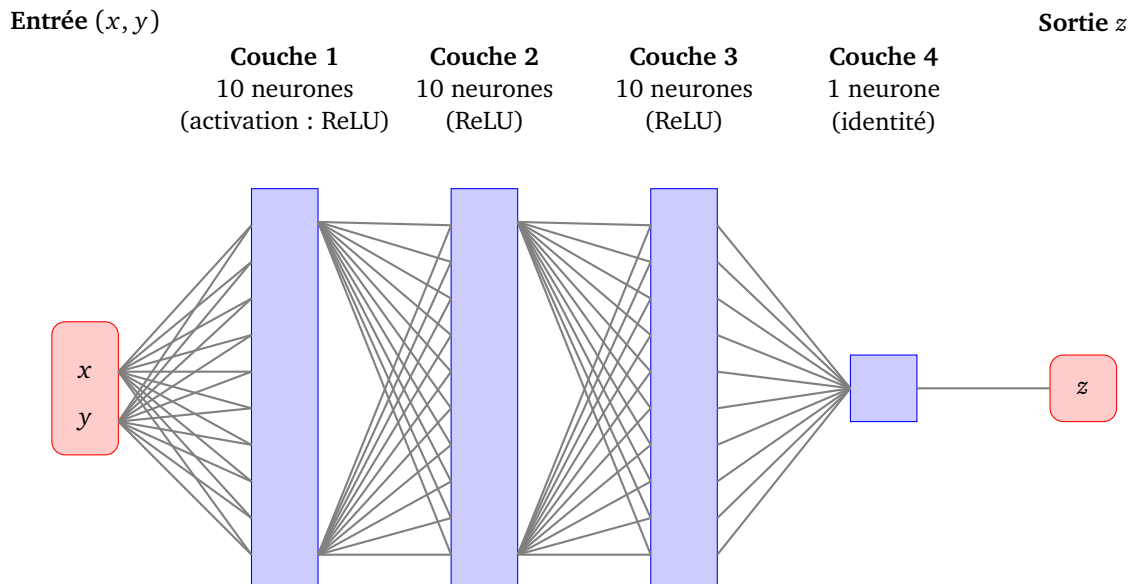 Entrée (x, y)
Sortie z
Couche 1
10 neurones
(activation : ReLU)
Couche 2
10 neurones
(ReLU)
Couche 3
10 neurones
(ReLU)
Couche 4
1 neurone
(identité)
x
y
z